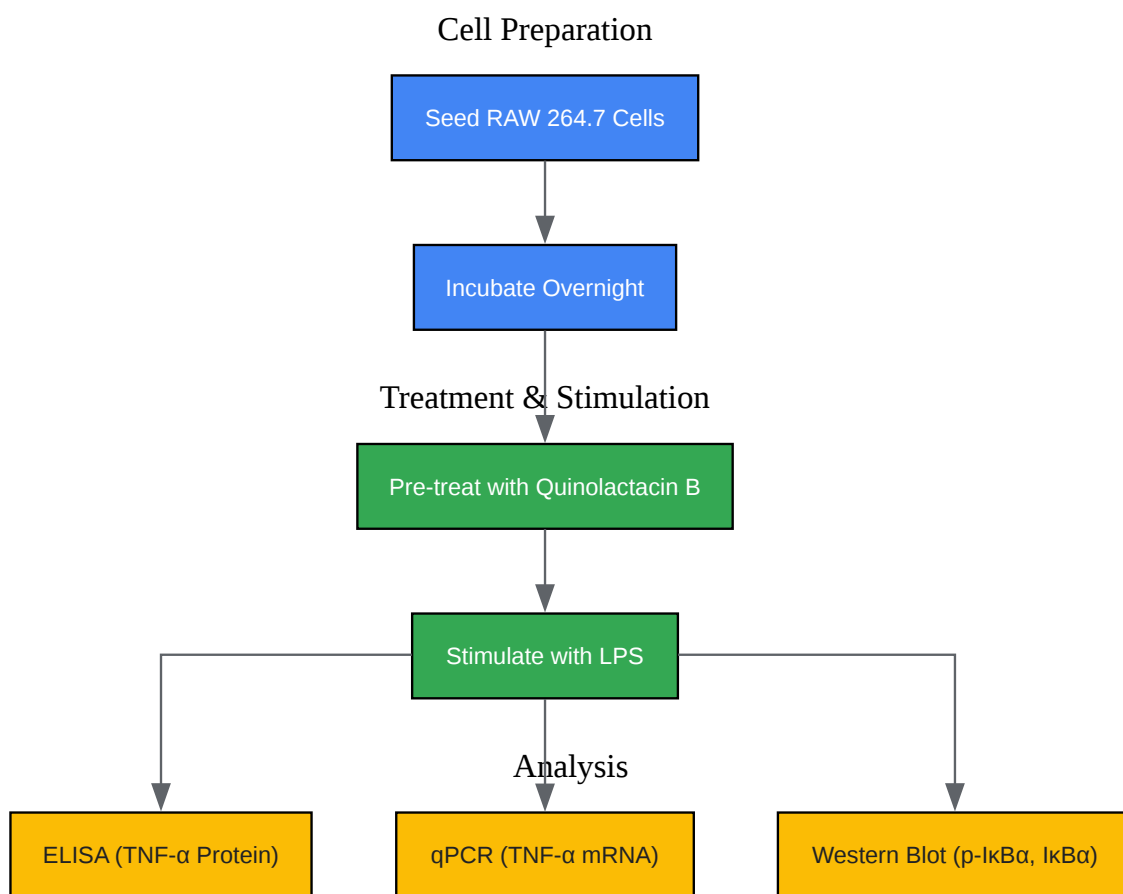 Cell Preparation
Seed RAW 264.7 Cells
Incubate Overnight
Treatment & Stimulation
Pre-treat with Quinolactacin B
Stimulate with LPS
Analysis
ELISA (TNF-α Protein)
qPCR (TNF-α mRNA)
Western Blot (p-IκBα, IκBα)